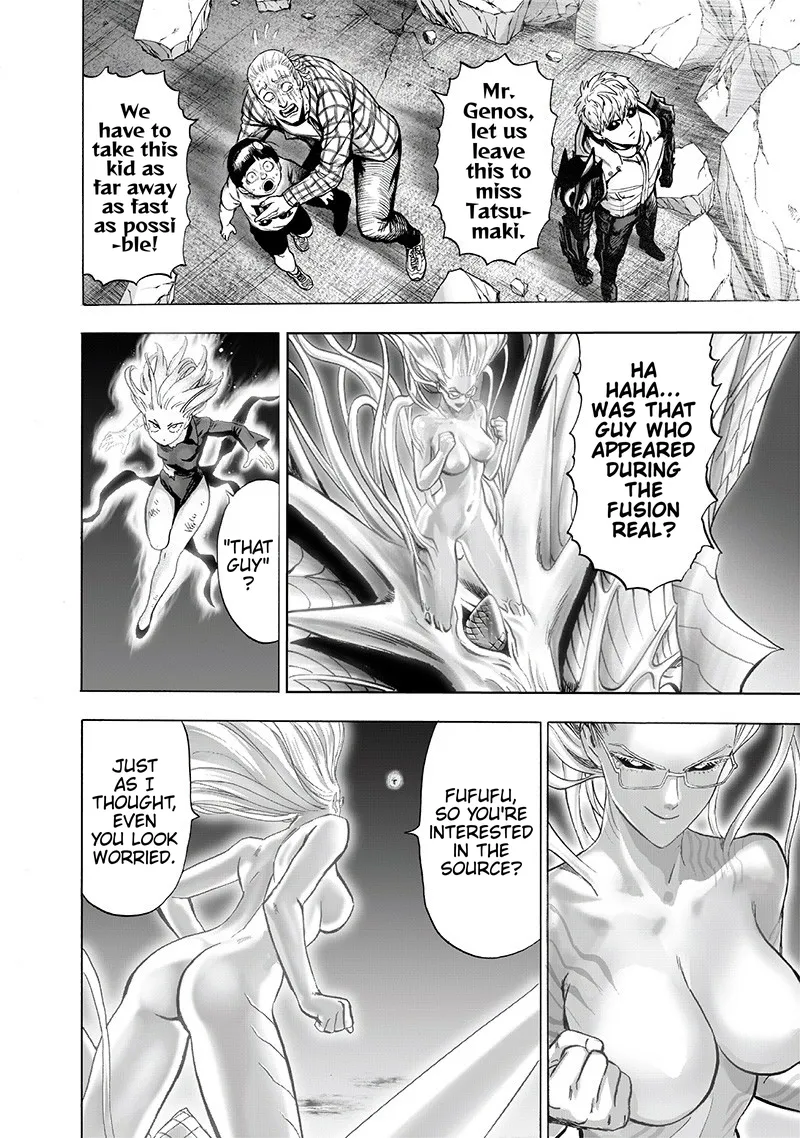 Mr.
Genos,
let us
leave
this to
miss
Tatsu-
maki.
We
have to
take this
kid as
far away
as fast
as possi
-ble!
HA
HAHA...
WAS THAT
GUY WHO
APPEARED
DURING
THE
FUSION
REAL?
"THAT
GUY"
?
FUFUFU,
SO YOU'RE
INTERESTED
IN THE
SOURCE?
JUST
AS I
THOUGHT,
EVEN
YOU LOOK
WORRIED.